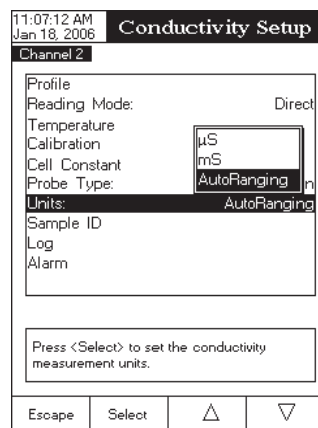 11:07:12 AM
Jan 18, 2006
Conductivity Setup
Channel 2
Profile
Reading Mode: Direct
Temperature
Calibration
Cell Constant
Probe Type: n
Units: AutoRanging
µS
mS
AutoRanging
Sample ID
Log
Alarm
Press <Select> to set the conductivity
measurement units.
Escape Select